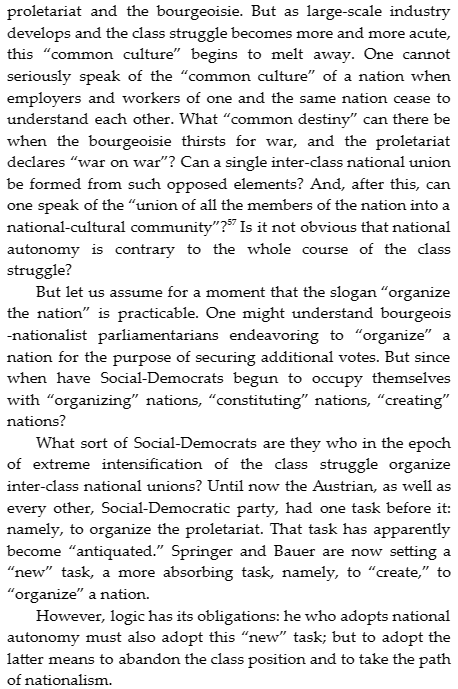 proletariat and the bourgeoisie. But as large-scale industry
develops and the class struggle becomes more and more acute,
this “common culture” begins to melt away. One cannot
seriously speak of the “common culture” of a nation when
employers and workers of one and the same nation cease to
understand each other. What “common destiny” can there be
when the bourgeoisie thirsts for war, and the proletariat
declares “war on war”? Can a single inter-class national union
be formed from such opposed elements? And, after this, can
one speak of the “union of all the members of the nation into a
national-cultural community”?57 Is it not obvious that national
autonomy is contrary to the whole course of the class
struggle?
But let us assume for a moment that the slogan “organize
the nation” is practicable. One might understand bourgeois
-nationalist parliamentarians endeavoring to “organize” a
nation for the purpose of securing additional votes. But since
when have Social-Democrats begun to occupy themselves
with “organizing” nations, “constituting” nations, “creating”
nations?
What sort of Social-Democrats are they who in the epoch
of extreme intensification of the class struggle organize
inter-class national unions? Until now the Austrian, as well as
every other, Social-Democratic party, had one task before it:
namely, to organize the proletariat. That task has apparently
become “antiquated.” Springer and Bauer are now setting a
“new” task, a more absorbing task, namely, to “create,” to
“organize” a nation.
However, logic has its obligations: he who adopts national
autonomy must also adopt this “new” task; but to adopt the
latter means to abandon the class position and to take the path
of nationalism.